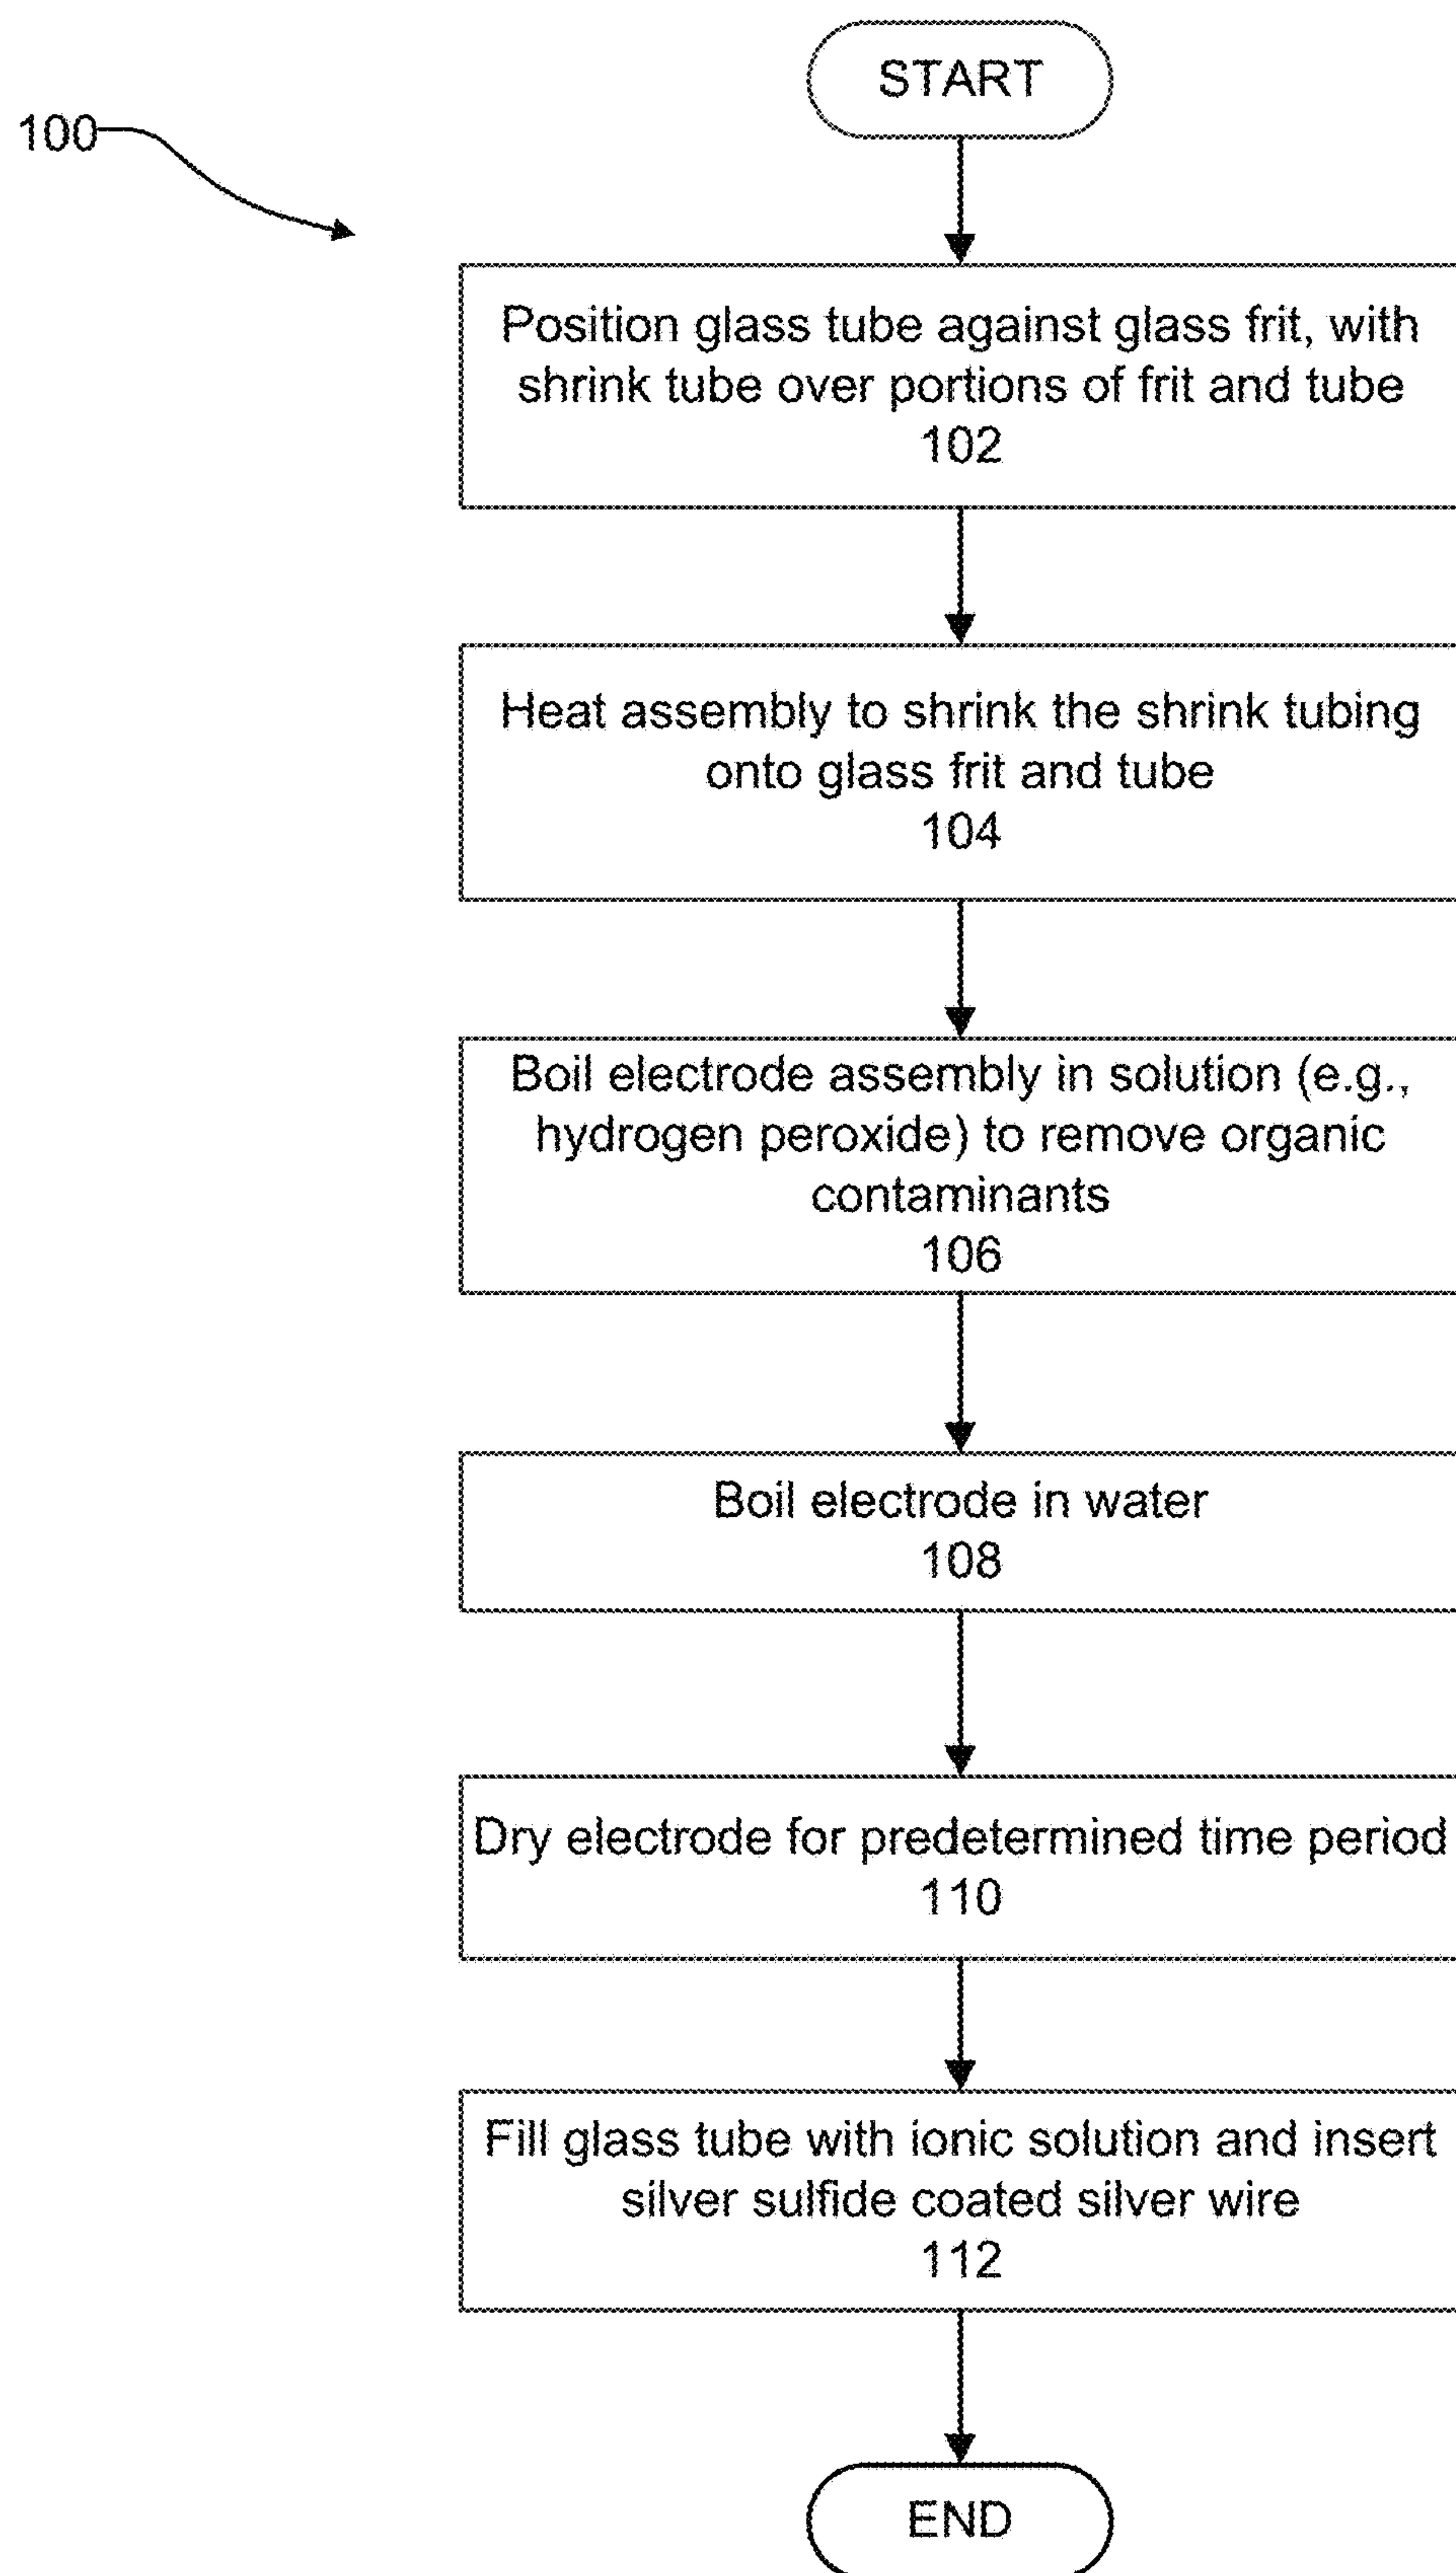 START
100
Position glass tube against glass frit, with
shrink tube over portions of frit and tube
102
Heat assembly to shrink the shrink tubing
onto glass frit and tube
104
Boil electrode assembly in solution (e.g.,
hydrogen peroxide) to remove organic
contaminants
106
Boil electrode in water
108
Dry electrode for predetermined time period
110
Fill glass tube with ionic solution and insert
silver sulfide coated silver wire
112
END